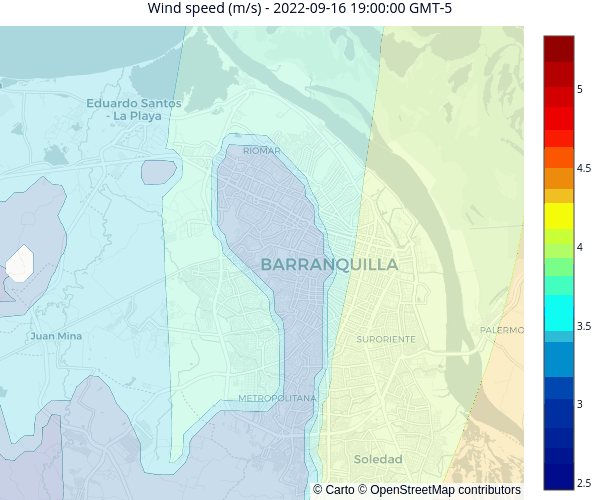 Wind speed (m/s) - 2022-09-16 19:00:00 GMT-5
Eduardo Santos
- La Playa
RIOMAR
BARRANQUILLA
Juan Mina
SURORIENTE
PALERMO
METROPOLITANA
Soledad
© Carto © OpenStreetMap contributors
5
4.5
4
3.5
3
2.5